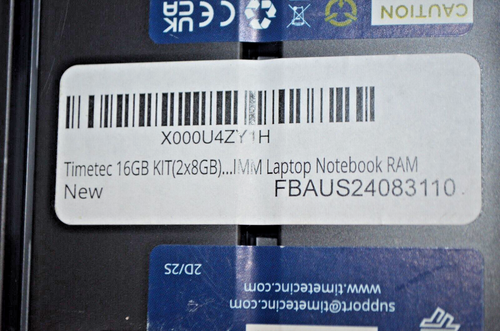 CAUTION
UK
CA
CE
X000U4ZY1H
Timetec 16GB KIT(2x8GB)...IMM Laptop Notebook RAM
New
FBAUS24083110
2D/2S
support@timetecinc.com
www.timetecinc.com